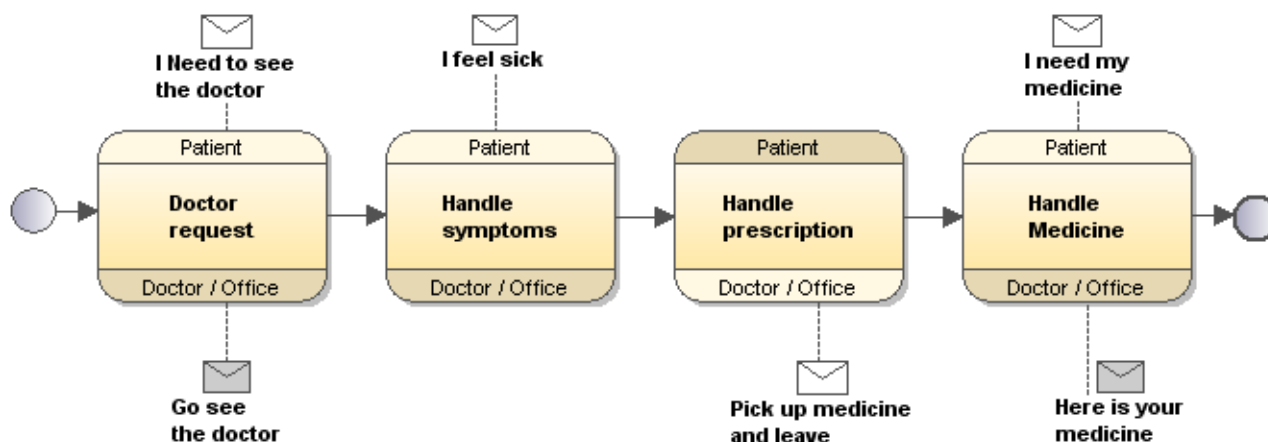 I Need to see
the doctor
I feel sick
I need my
medicine
Patient
Patient
Patient
Patient
Doctor
request
Handle
symptoms
Handle
prescription
Handle
Medicine
Doctor / Office
Doctor / Office
Doctor / Office
Doctor / Office
Go see
the doctor
Pick up medicine
and leave
Here is your
medicine